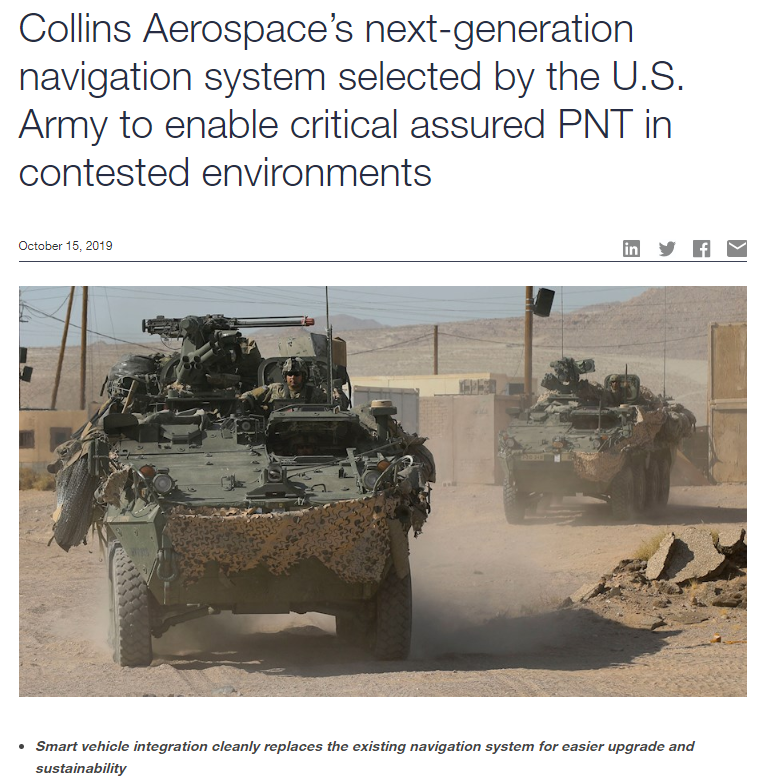 Collins Aerospace’s next-generation
navigation system selected by the U.S.
Army to enable critical assured PNT in
contested environments
October 15, 2019
in
f
• Smart vehicle integration cleanly replaces the existing navigation system for easier upgrade and
sustainability